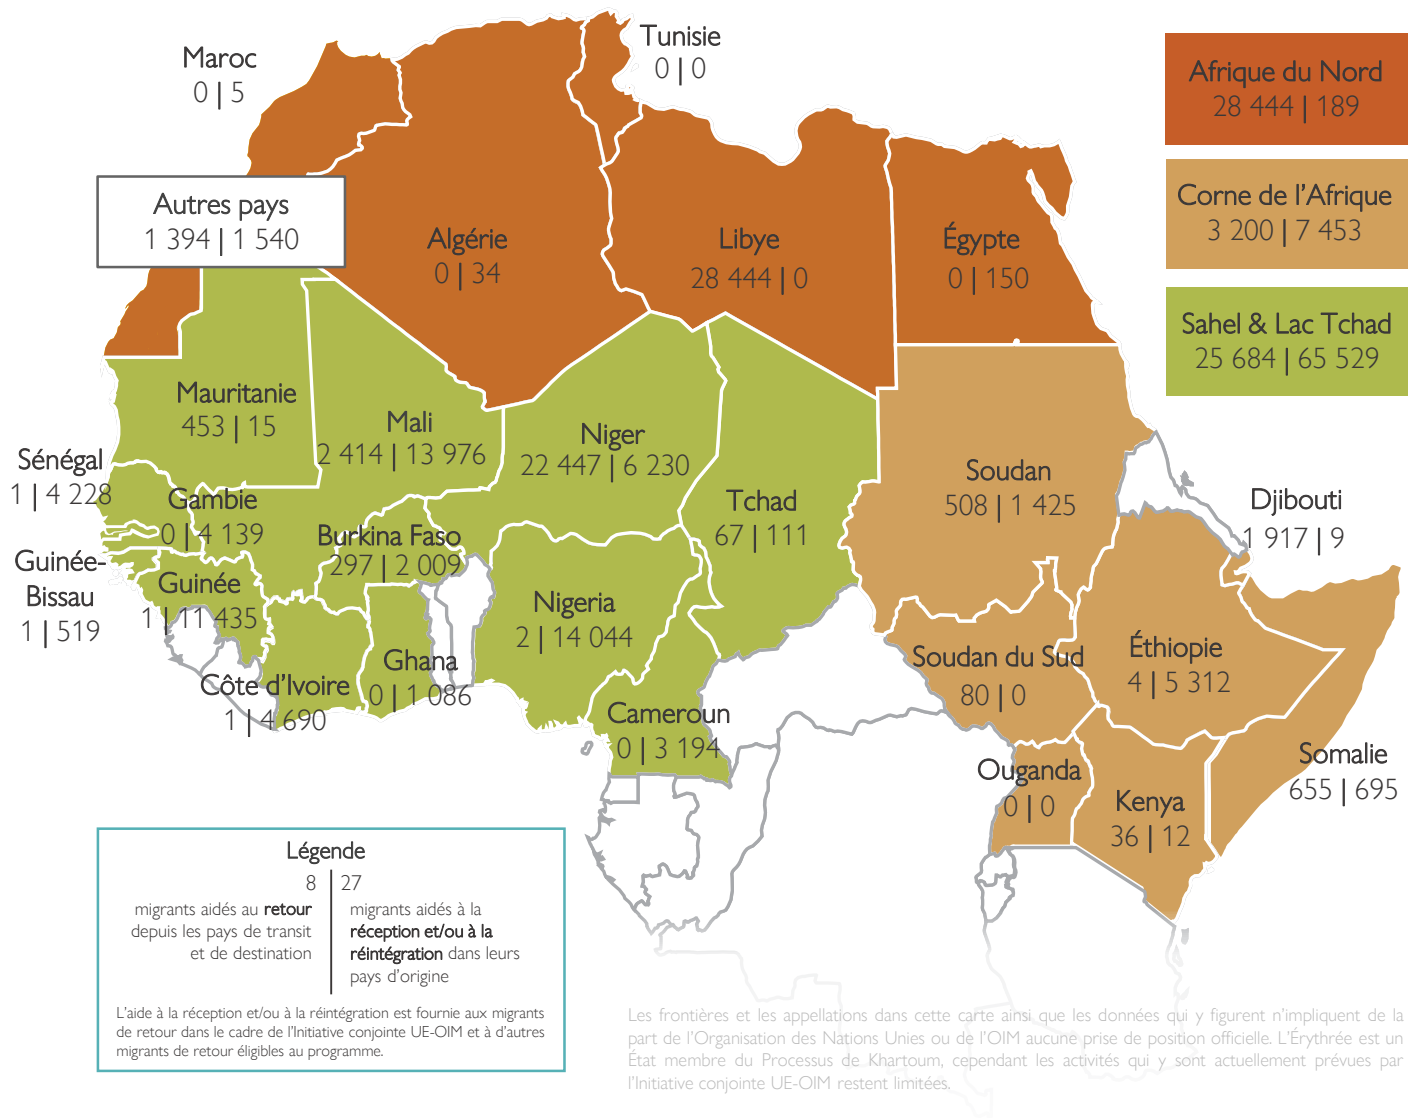 Maroc
0 | 5
Tunisie
0 | 0
Afrique du Nord
28 444 | 189
Corne de l'Afrique
3 200 | 7 453
Sahel & Lac Tchad
25 684 | 65 529
Autres pays
1 394 | 1 540
Algérie
0 | 34
Libye
28 444 | 0
Égypte
0 | 150
Mauritanie
453 | 15
Mali
2 414 | 13 976
Niger
22 447 | 6 230
Tchad
67 | 111
Soudan
508 | 1 425
Djibouti
1 917 | 9
Sénégal
1 | 4 228
Gambie
0 | 4 139
Burkina Faso
297 | 2 009
Guinée-
Bissau
1 | 519
Guinée
1 | 11 435
Nigeria
2 | 14 044
Ghana
0 | 1 086
Côte d'Ivoire
1 | 4 690
Cameroun
0 | 3 194
Soudan du Sud
80 | 0
Éthiopie
4 | 5 312
Somalie
655 | 695
Ouganda
0 | 0
Kenya
36 | 12
Légende
8 | 27
migrants aidés au retour
depuis les pays de transit
et de destination
migrants aidés à la
réception et/ou à la
réintégration dans leurs
pays d'origine
L'aide à la réception et/ou à la réintégration est fournie aux migrants
de retour dans le cadre de l'Initiative conjointe UE-OIM et à d'autres
migrants de retour éligibles au programme.
Les frontières et les appellations dans cette carte ainsi que les données qui y figurent n'impliquent de la
part de l'Organisation des Nations Unies ou de l'OIM aucune prise de position officielle. L'Érythrée est un
État membre du Processus de Khartoum, cependant les activités qui y sont actuellement prévues par
l'Initiative conjointe UE-OIM restent limitées.